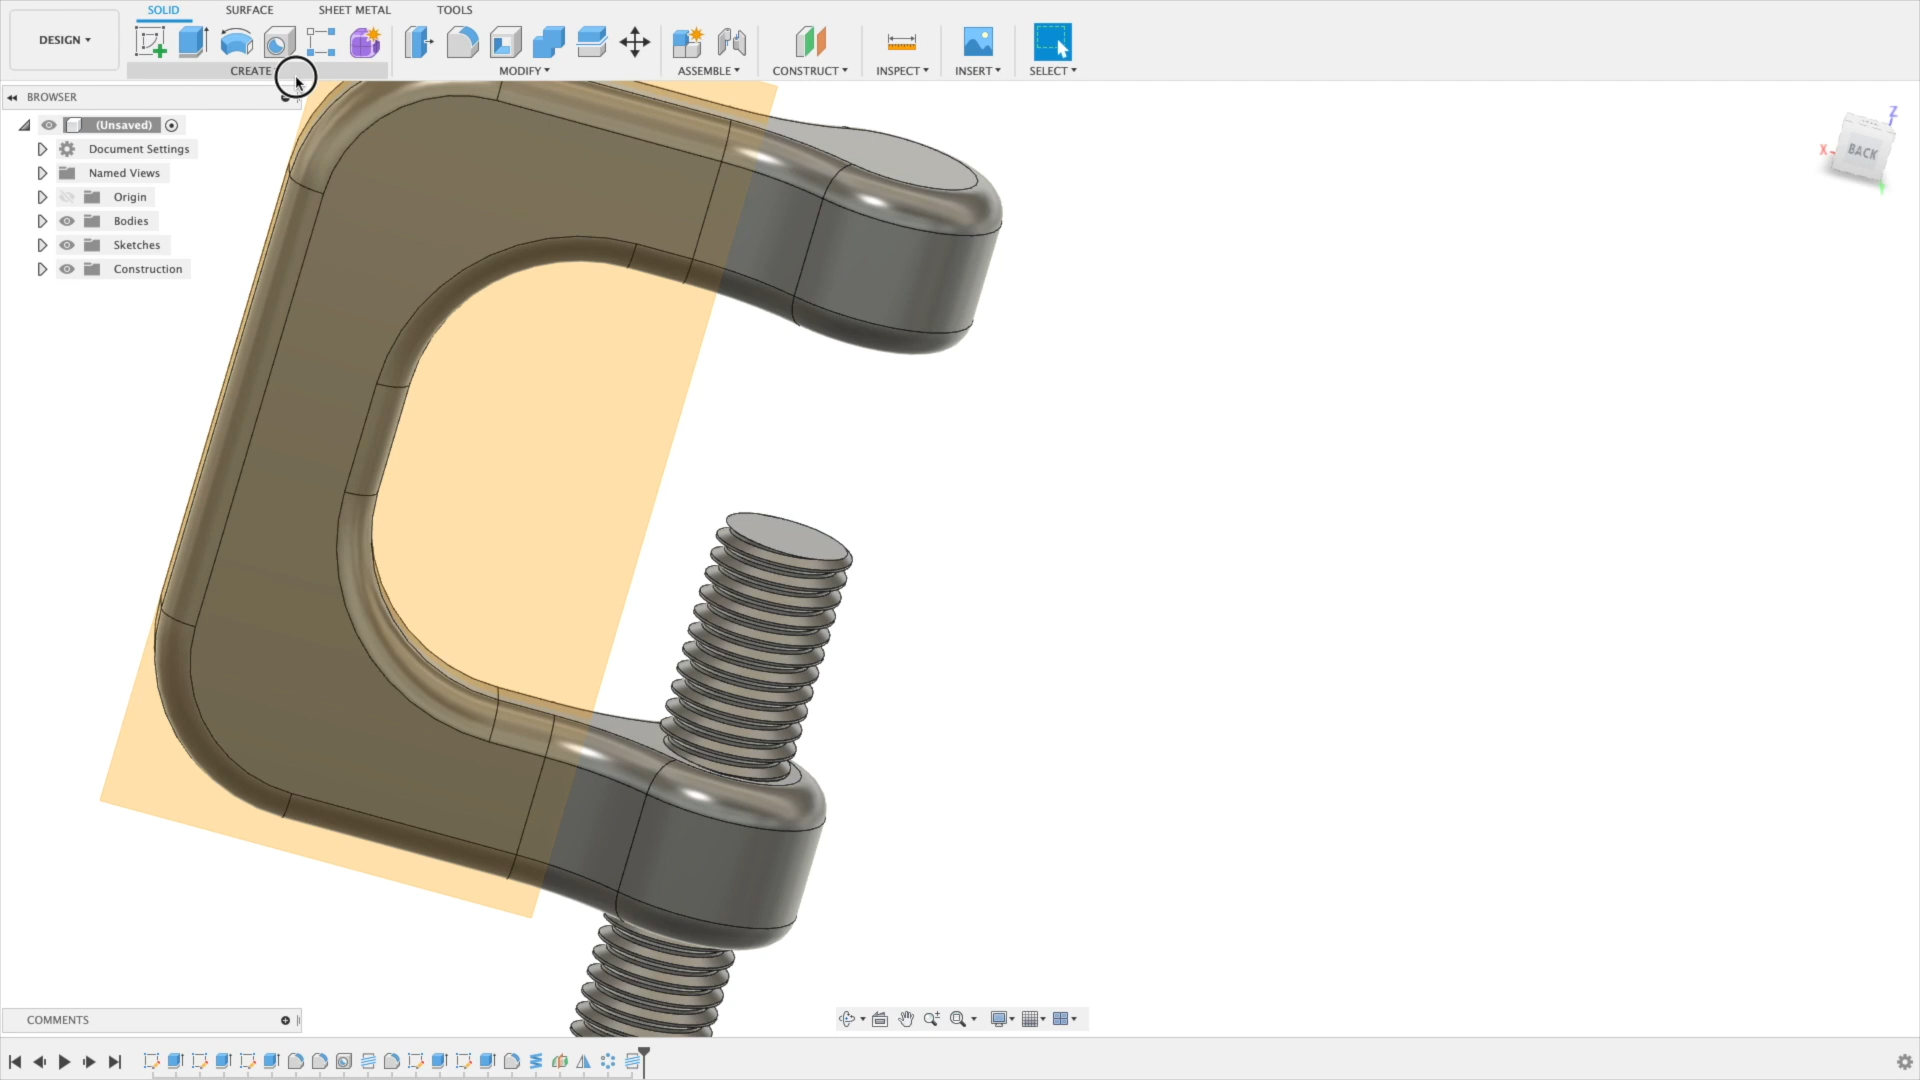 SOLID SURFACE SHEET METAL TOOLS
DESIGN
CREATE MODIFY ASSEMBLE CONSTRUCT INSPECT INSERT SELECT
BROWSER
(Unsaved)
Document Settings
Named Views
Origin
Bodies
Sketches
Construction
Z
X
BACK
COMMENTS